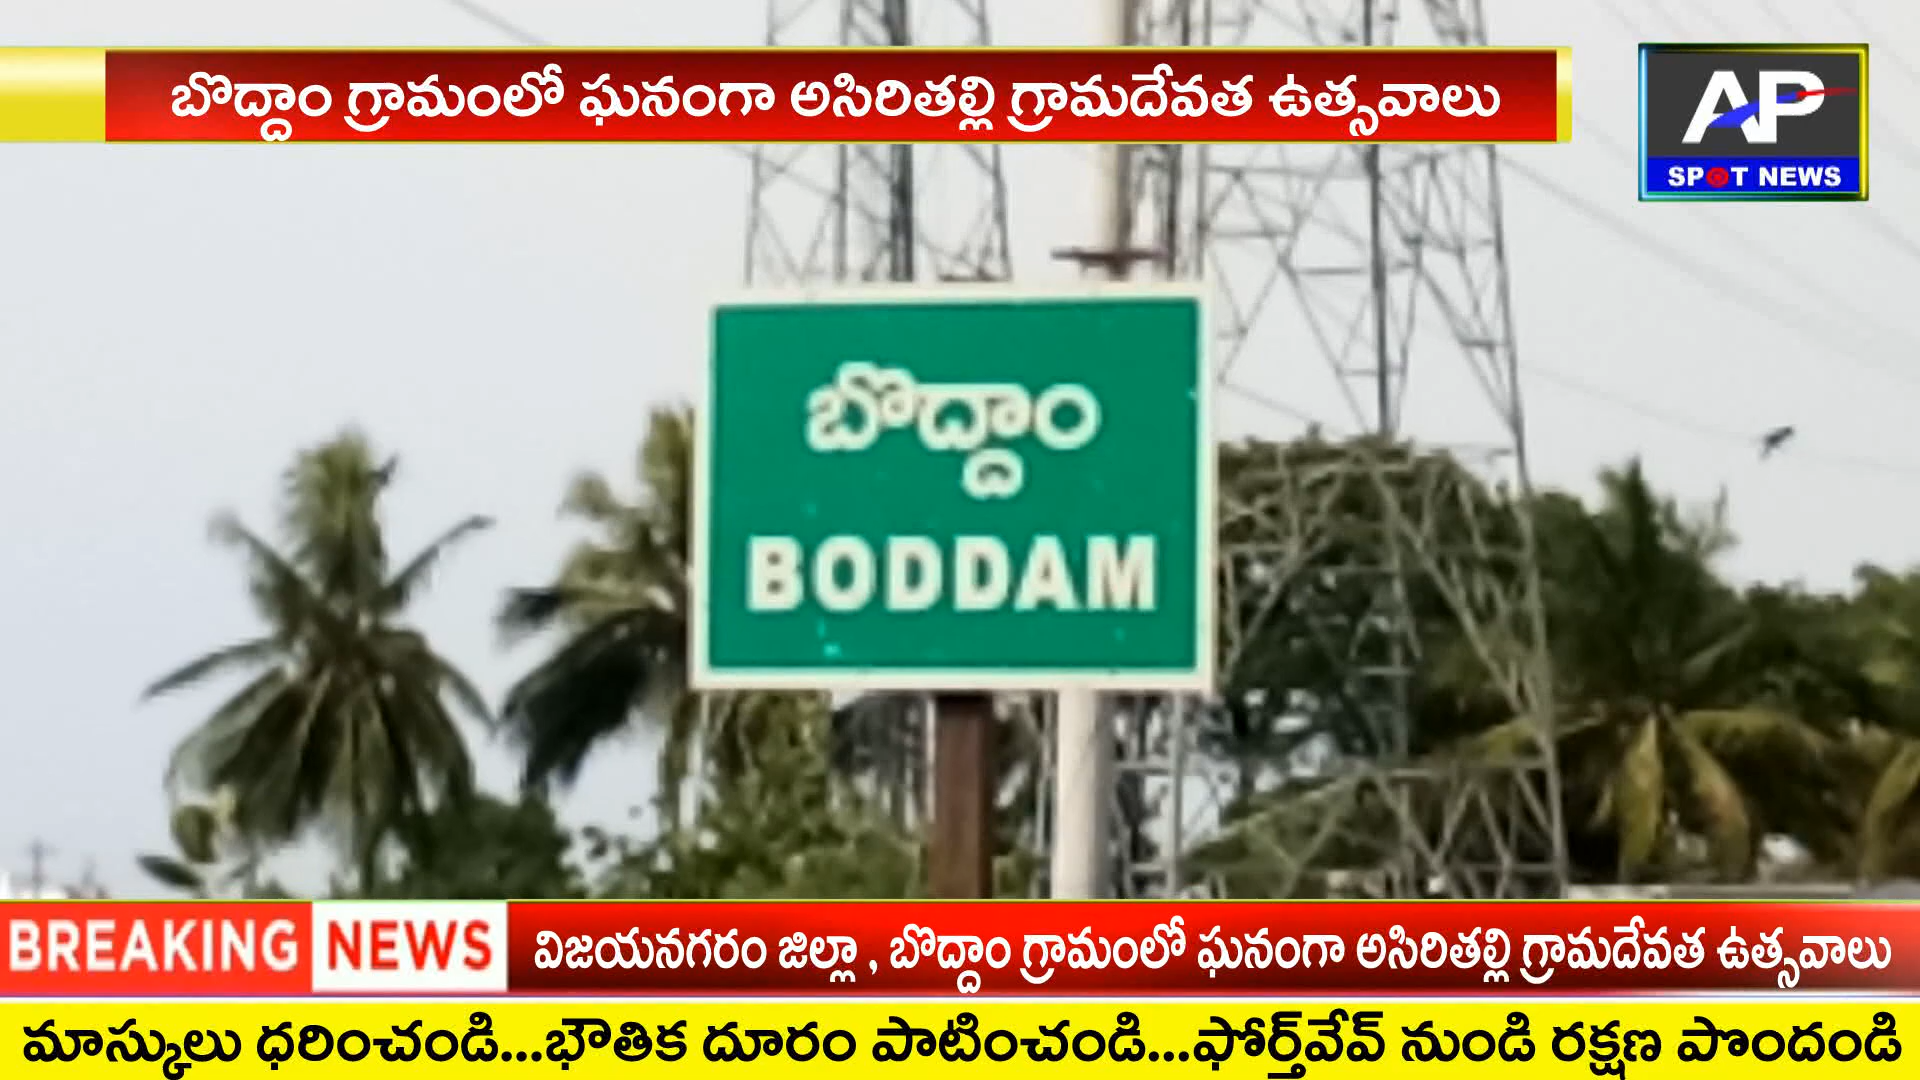 బొద్దాం గ్రామంలో ఘనంగా అసిరితల్లి గ్రామదేవత ఉత్సవాలు
AP
SPOT NEWS
బొద్దాం
BODDAM
BREAKING NEWS
విజయనగరం జిల్లా , బొద్దాం గ్రామంలో ఘనంగా అసిరితల్లి గ్రామదేవత ఉత్సవాలు
మాస్కులు ధరించండి...భౌతిక దూరం పాటించండి...ఫోర్త్‌వేవ్ నుండి రక్షణ పొందండి